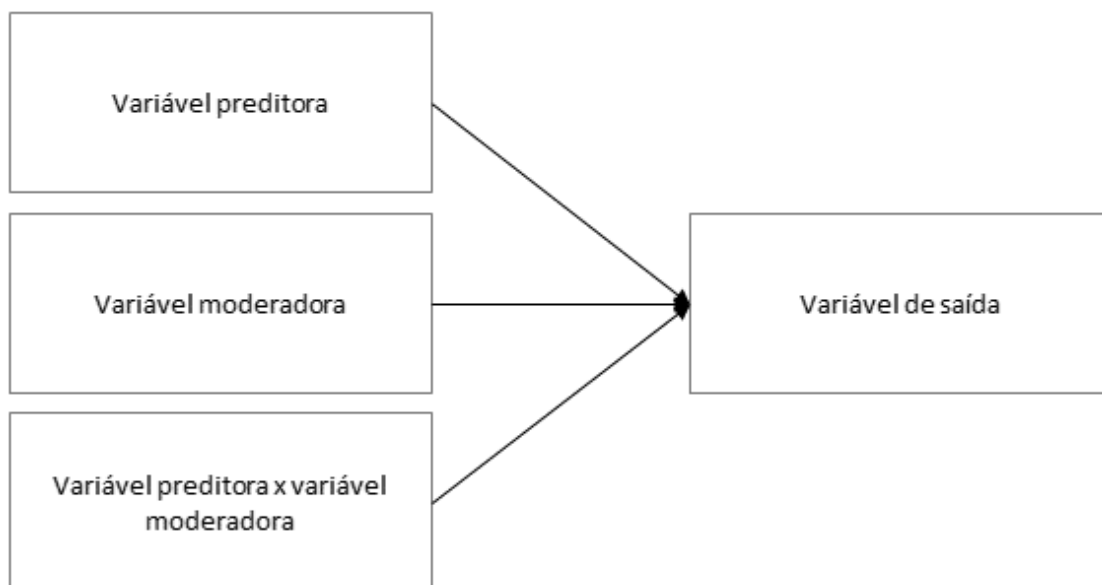 Variável preditora
Variável moderadora
Variável de saída
Variável preditora x variável
moderadora